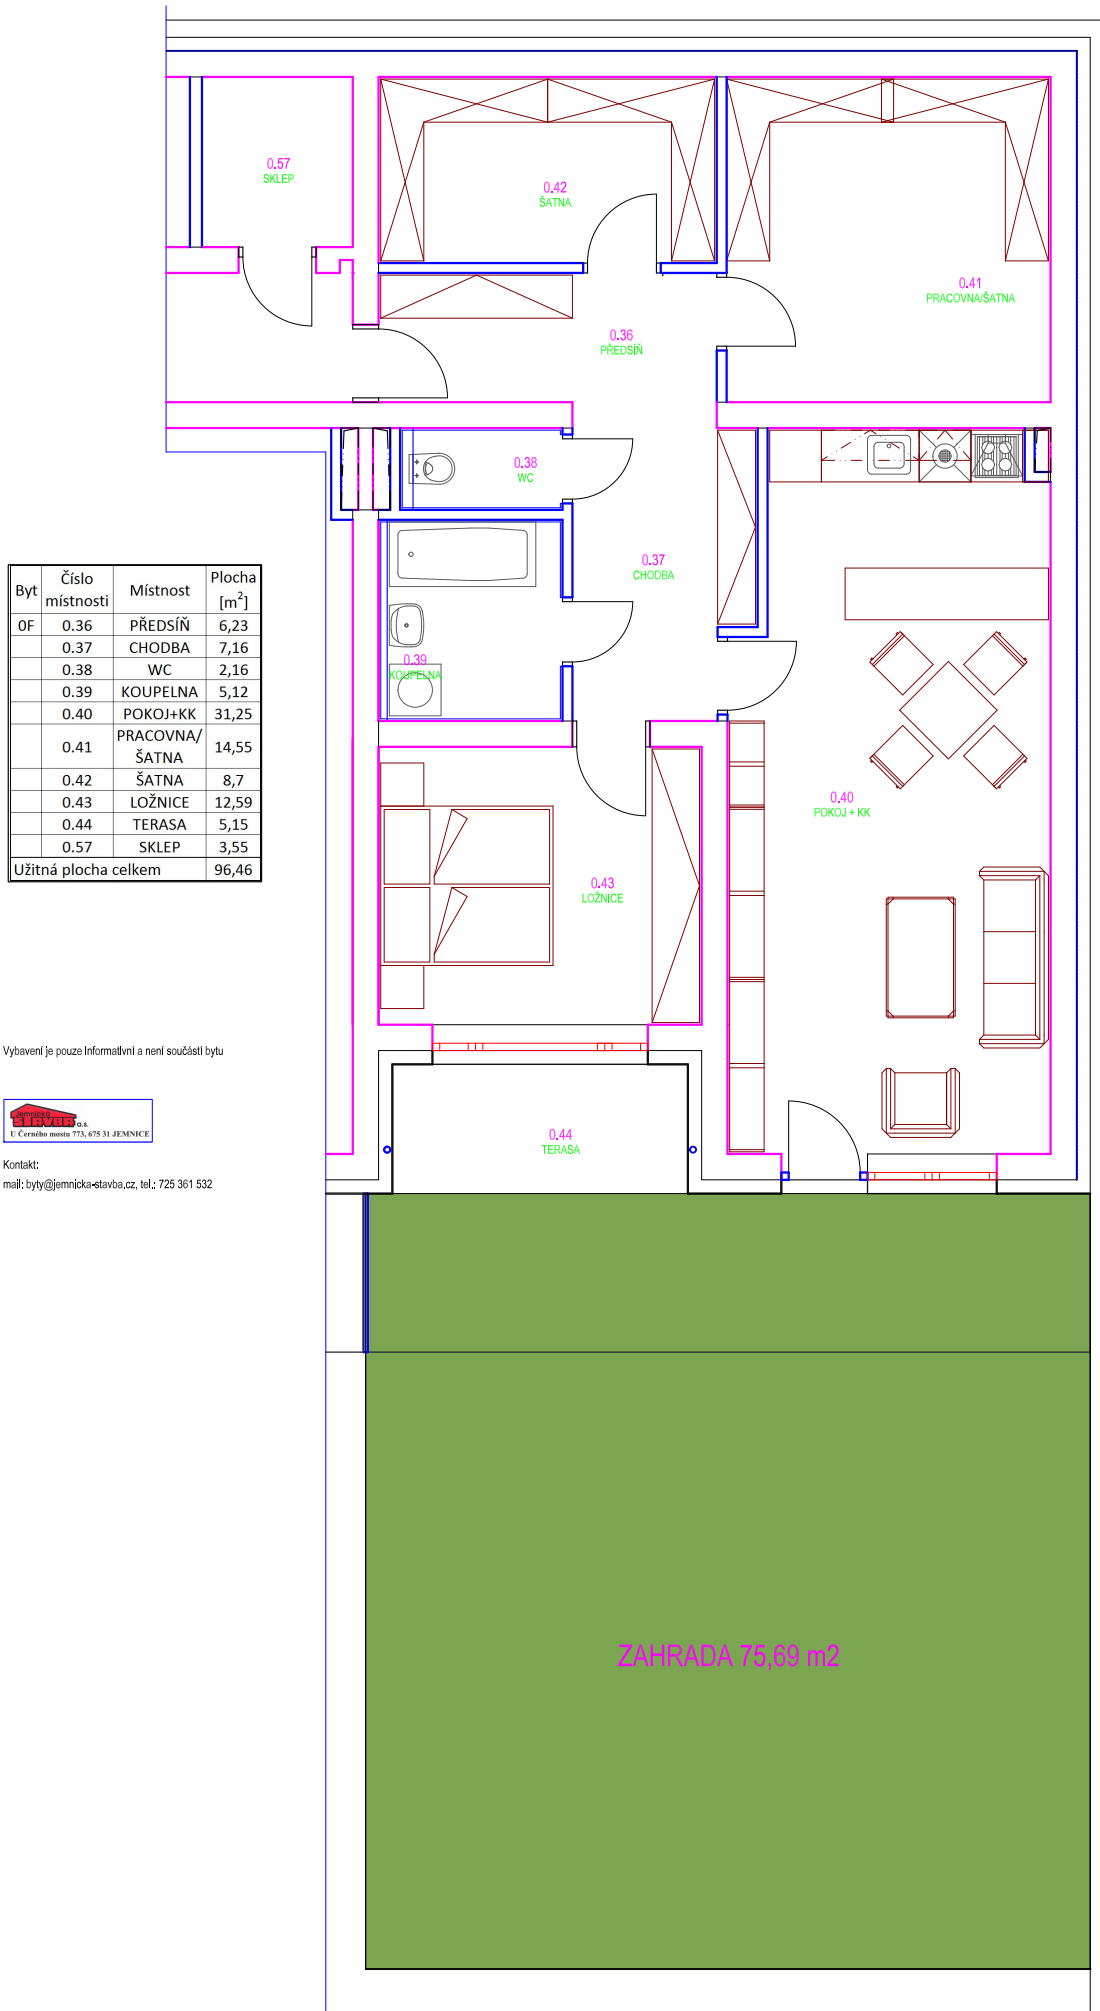 0.57
SKLEP
0.42
ŠATNA
0.41
PRACOVNA/ŠATNA
0.36
PŘEDSÍŇ
0.38
WC
0.37
CHODBA
0.39
KOUPELNA
0.40
POKOJ + KK
0.43
LOŽNICE
0.44
TERASA
Byt Číslo místnosti Místnost Plocha [m²]
0F 0.36 PŘEDSÍŇ 6,23
0.37 CHODBA 7,16
0.38 WC 2,16
0.39 KOUPELNA 5,12
0.40 POKOJ+KK 31,25
0.41 PRACOVNA/ ŠATNA 14,55
0.42 ŠATNA 8,7
0.43 LOŽNICE 12,59
0.44 TERASA 5,15
0.57 SKLEP 3,55
Užitná plocha celkem 96,46
Vybavení je pouze informativní a není součástí bytu
Jemnická
STAVBA a.s.
U Černého mostu 773, 675 31 JEMNICE
Kontakt:
mail: byty@jemnicka-stavba.cz, tel.: 725 361 532
ZAHRADA 75,69 m2